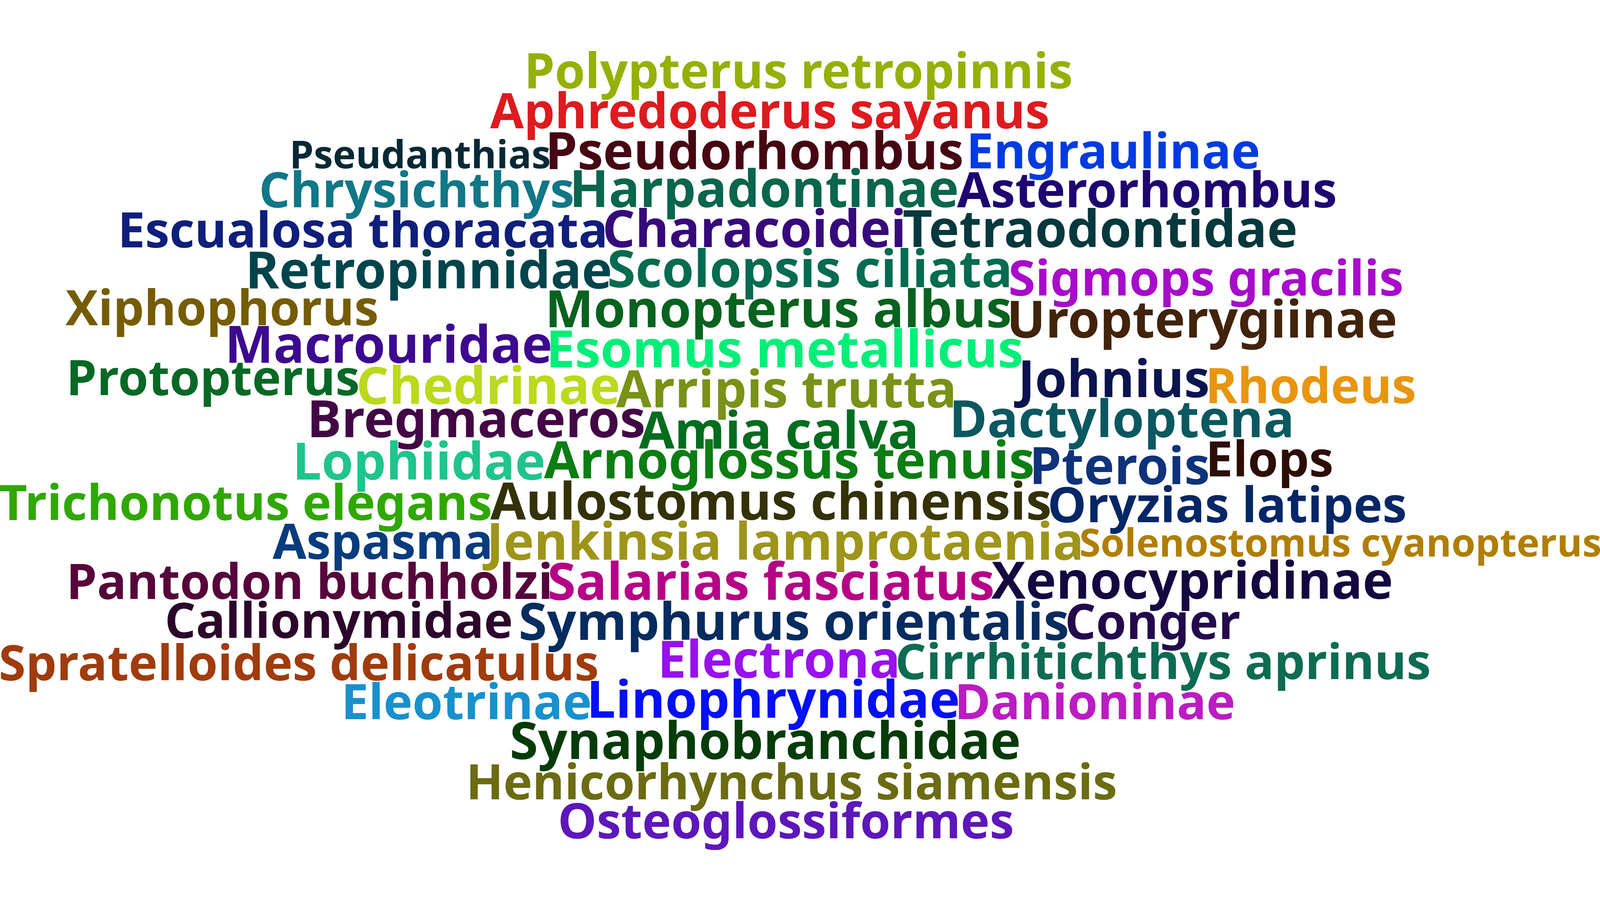 Polypterus retropinnis
Aphredoderus sayanus
Pseudanthias Pseudorhombus Engraulinae
Chrysichthys Harpadontinae Asterorhombus
Escualosa thoracata Characoidei Tetraodontidae
Retropinnidae Scolopsis ciliata Sigmops gracilis
Xiphophorus Monopterus albus Uropterygiinae
Macrouridae Esomus metallicus
Protopterus Chedrinae Arripis trutta Johnius Rhodeus
Bregmaceros Amia calva Dactyloptena
Lophiidae Arnoglossus tenuis Pterois Elops
Trichonotus elegans Aulostomus chinensis Oryzias latipes
Aspasma Jenkinsia lamprotaenia Solenostomus cyanopterus
Pantodon buchholzi Salarias fasciatus Xenocypridinae
Callionymidae Symphurus orientalis Conger
Spratelloides delicatulus Electrona Cirrhitichthys aprinus
Eleotrinae Linophrynidae Danioninae
Synaphobranchidae
Henicorhynchus siamensis
Osteoglossiformes